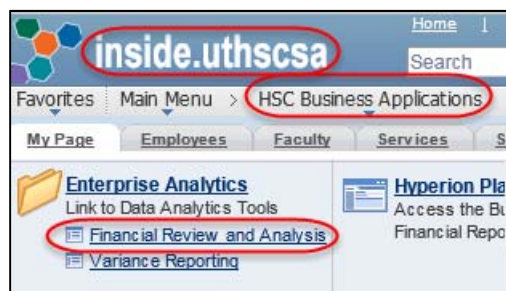 Home |
inside.uthscsa
Search
Favorites Main Menu > HSC Business Applications
My Page Employees Faculty Services S
Enterprise Analytics
Link to Data Analytics Tools
Financial Review and Analysis
Variance Reporting
Hyperion Pla
Access the Bu
Financial Repo